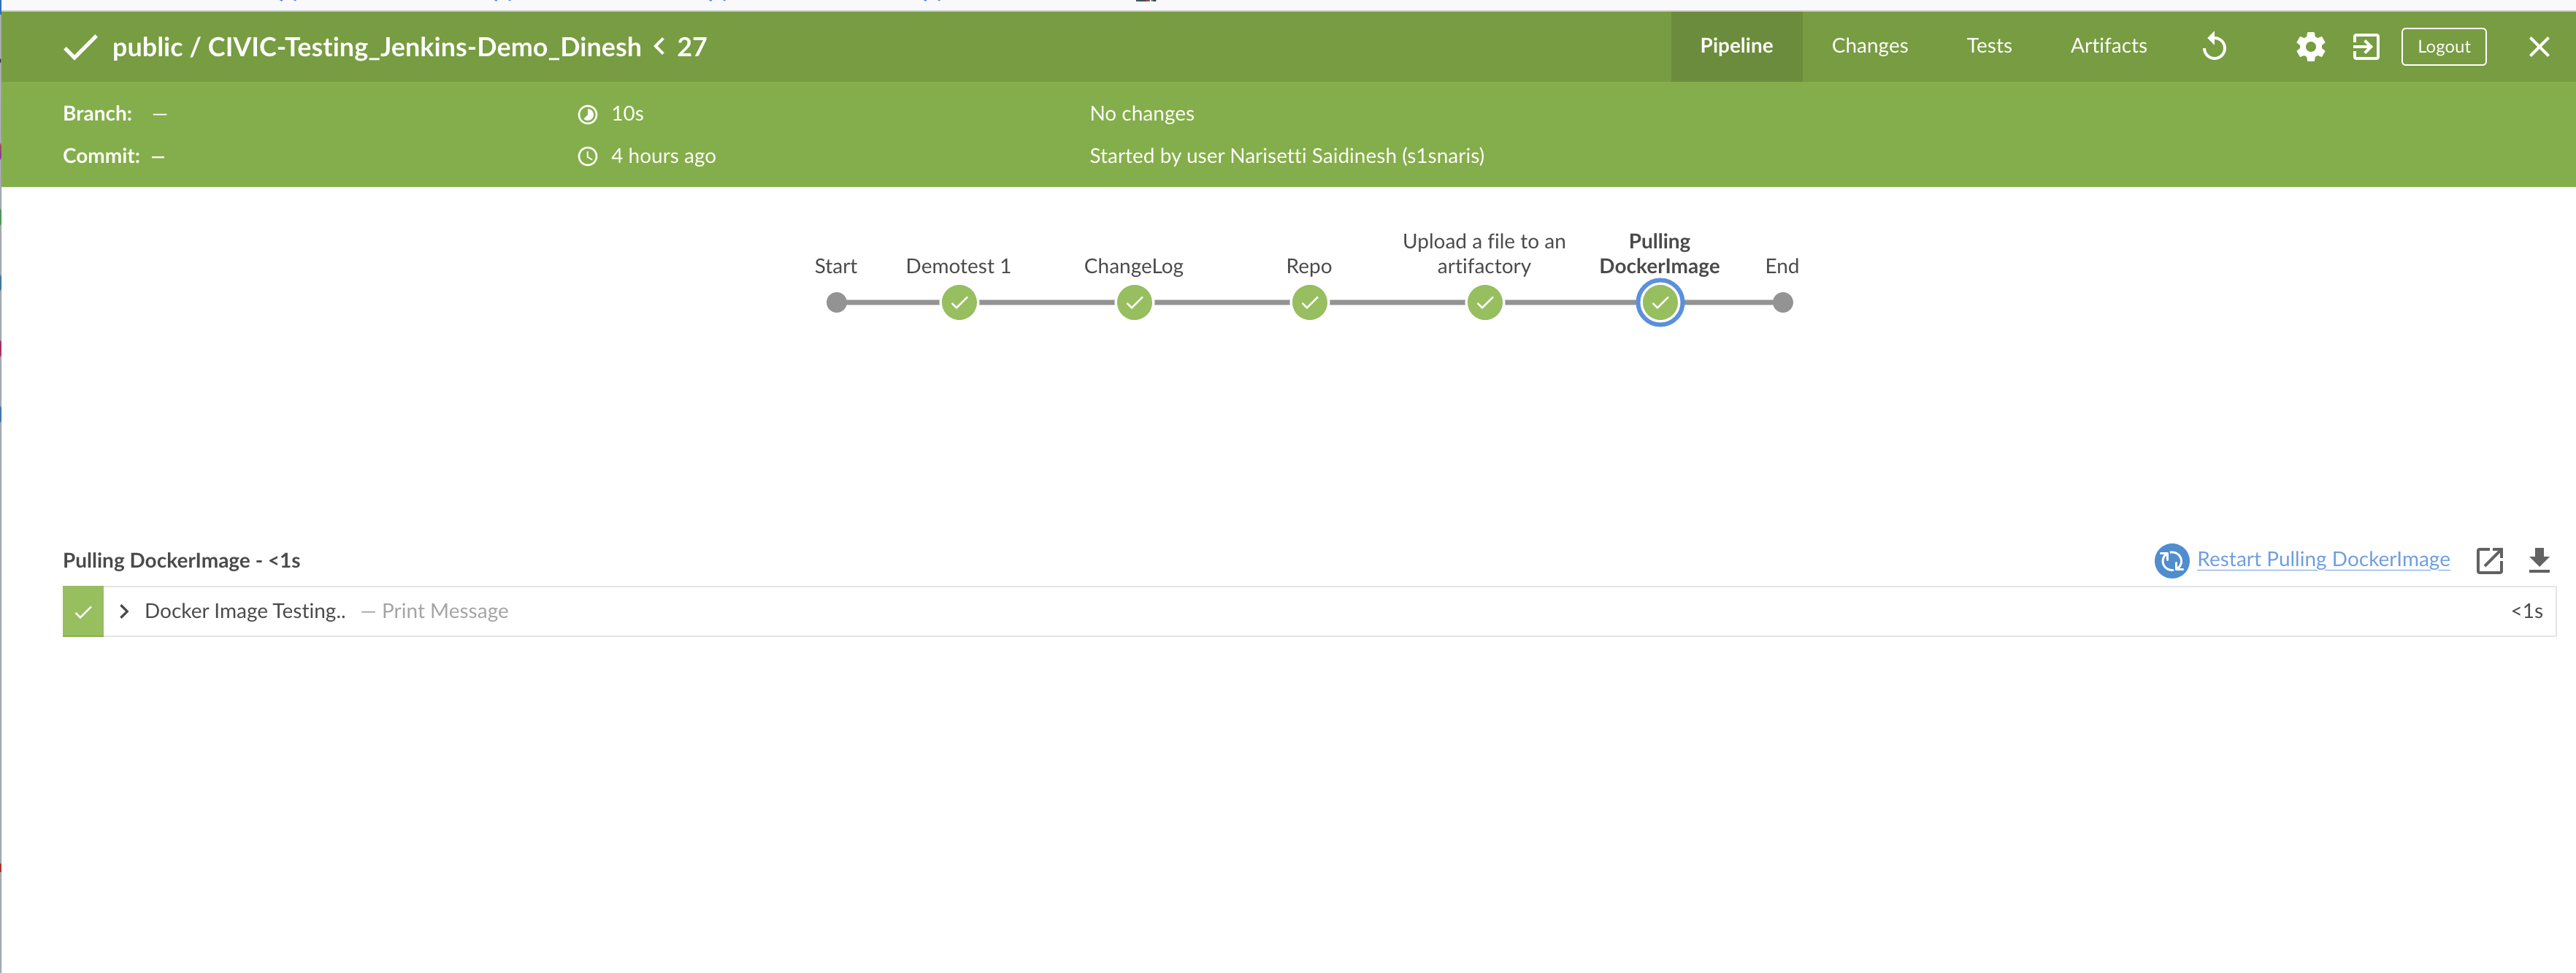 public / CIVIC-Testing_Jenkins-Demo_Dinesh < 27
Pipeline
Changes
Tests
Artifacts
Logout
Branch: —
10s
No changes
Commit: —
4 hours ago
Started by user Narisetti Saidinesh (s1snaris)
Start
Demotest 1
ChangeLog
Repo
Upload a file to an
artifactory
Pulling
DockerImage
End
Pulling DockerImage - <1s
Restart Pulling DockerImage
Docker Image Testing.. — Print Message
<1s